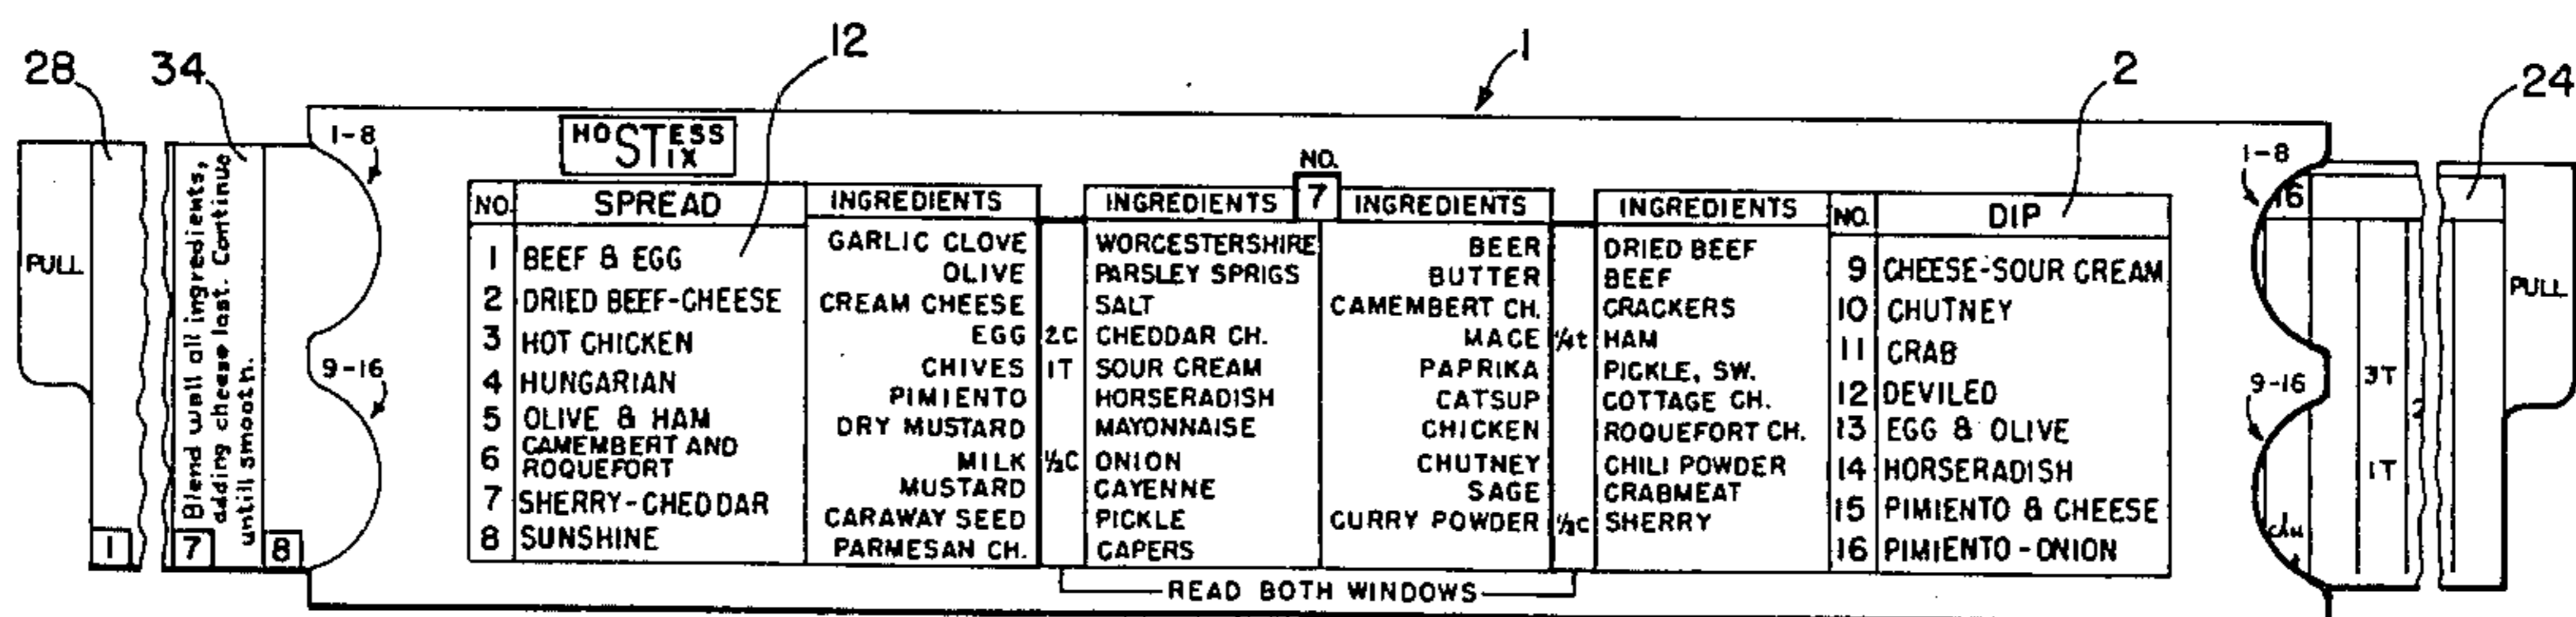 28
34
12
1
2
24
PULL
1
7
Blend wall all ingredients,
adding cheese last. Continue
untill smooth.
8
1-8
9-16
HOSTESS
STIX
NO.
7
NO. SPREAD
1 BEEF & EGG
2 DRIED BEEF-CHEESE
3 HOT CHICKEN
4 HUNGARIAN
5 OLIVE & HAM
6 CAMEMBERT AND
ROQUEFORT
7 SHERRY-CHEDDAR
8 SUNSHINE
INGREDIENTS
GARLIC CLOVE
OLIVE
CREAM CHEESE
EGG
CHIVES
PIMIENTO
DRY MUSTARD
MILK
MUSTARD
CARAWAY SEED
PARMESAN CH.
2C
1T
½C
INGREDIENTS
WORCESTERSHIRE
PARSLEY SPRIGS
SALT
CHEDDAR CH.
SOUR CREAM
HORSERADISH
MAYONNAISE
ONION
CAYENNE
PICKLE
CAPERS
INGREDIENTS
BEER
BUTTER
CAMEMBERT CH.
MACE
PAPRIKA
CATSUP
CHICKEN
CHUTNEY
SAGE
CURRY POWDER
¼t
½C
INGREDIENTS
DRIED BEEF
BEEF
CRACKERS
HAM
PICKLE, SW.
COTTAGE CH.
ROQUEFORT CH.
CHILI POWDER
CRABMEAT
SHERRY
NO. DIP
9 CHEESE-SOUR CREAM
10 CHUTNEY
11 CRAB
12 DEVILED
13 EGG & OLIVE
14 HORSERADISH
15 PIMIENTO & CHEESE
16 PIMIENTO-ONION
READ BOTH WINDOWS
1-8
16
9-16
3T
1T
PULL